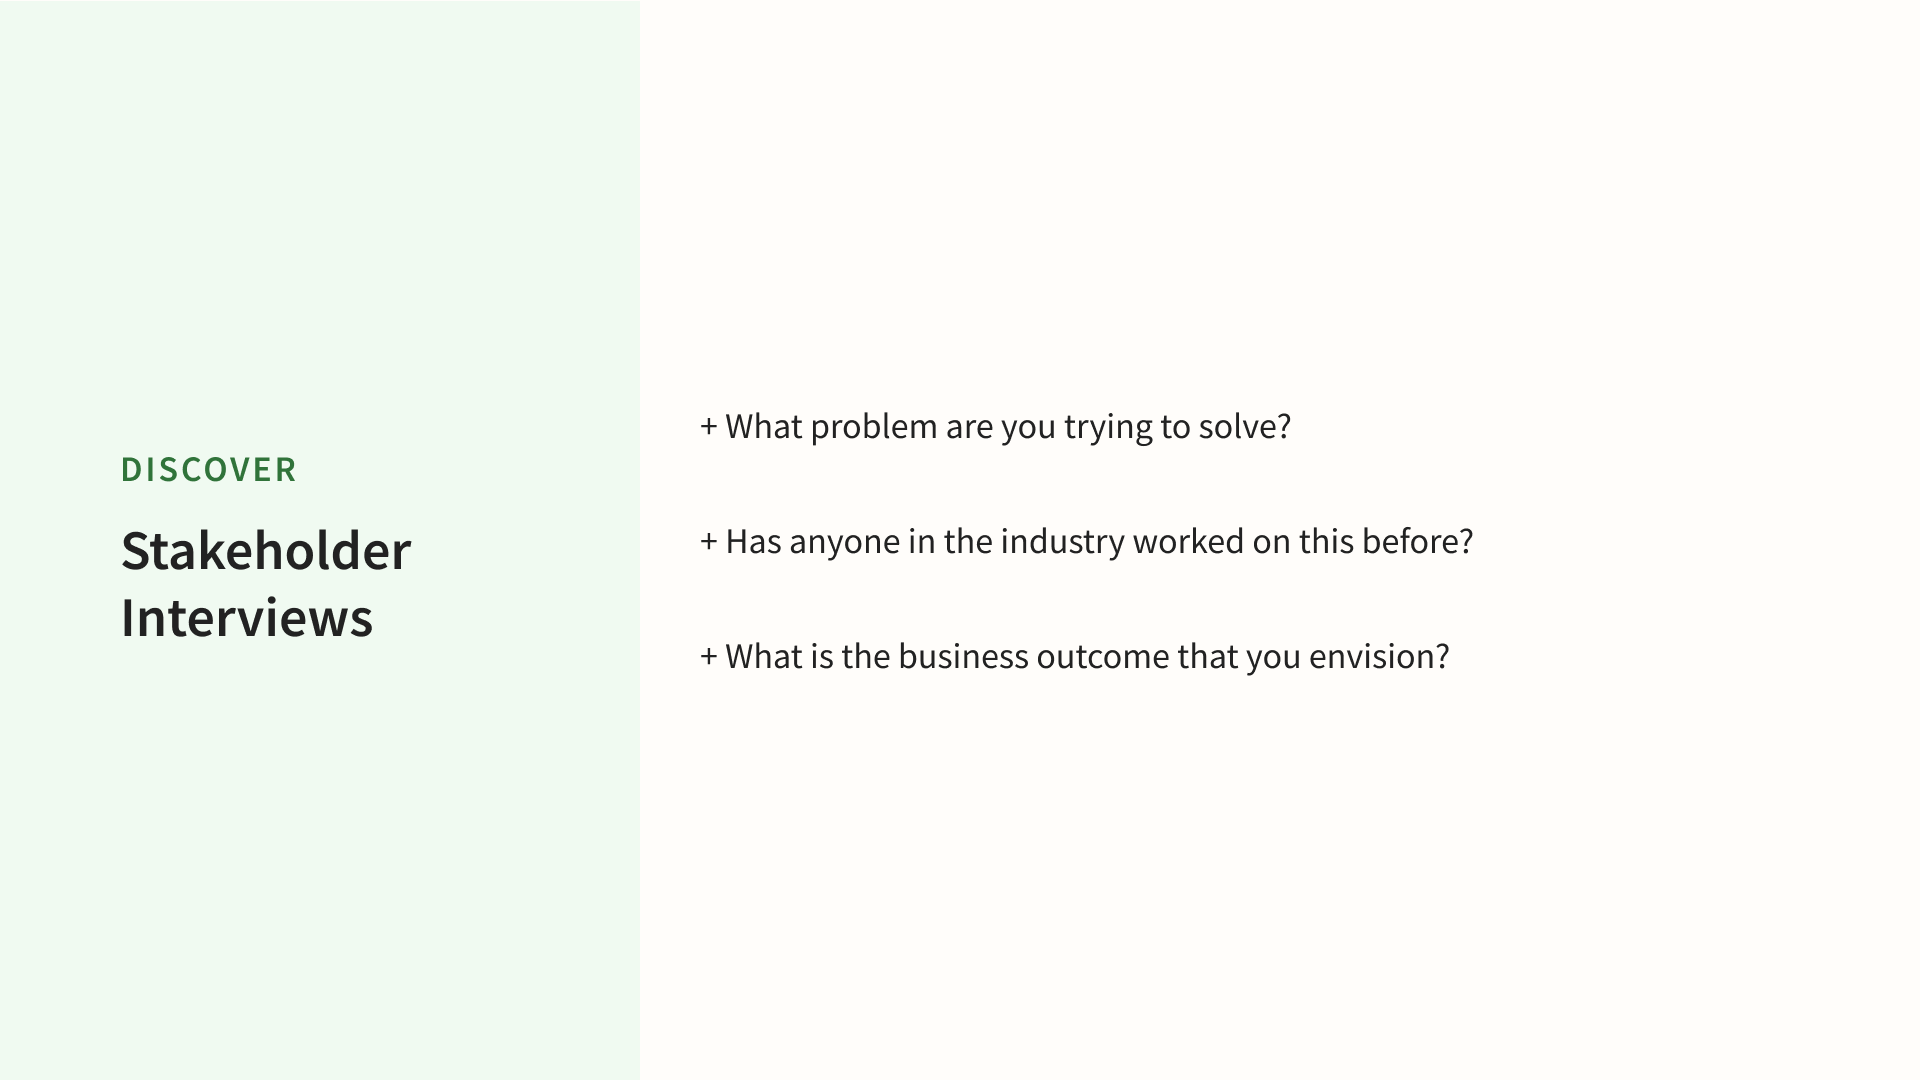 DISCOVER
Stakeholder
Interviews
+ What problem are you trying to solve?
+ Has anyone in the industry worked on this before?
+ What is the business outcome that you envision?